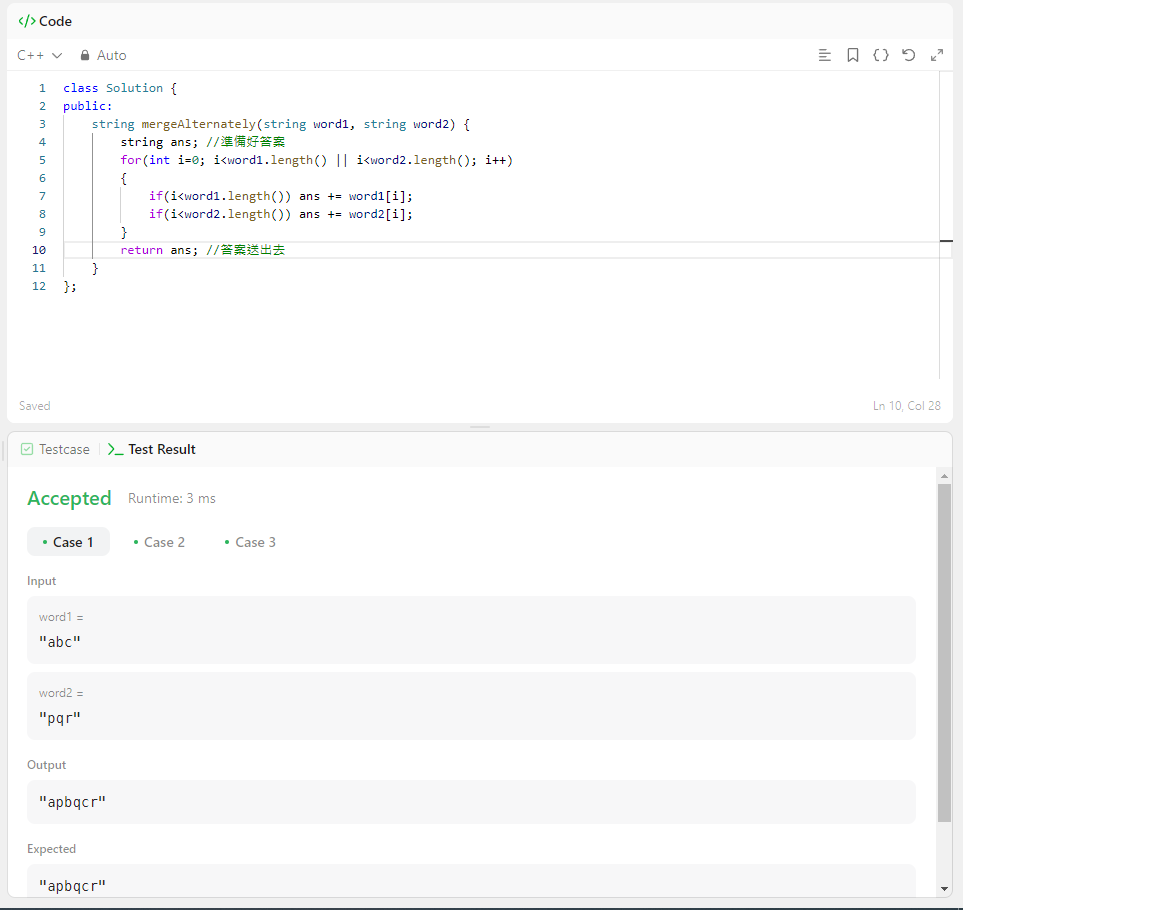 </> Code
C++ Auto
1 class Solution {
2 public:
3 string mergeAlternately(string word1, string word2) {
4 string ans; //準備好答案
5 for(int i=0; i<word1.length() || i<word2.length(); i++)
6 {
7 if(i<word1.length()) ans += word1[i];
8 if(i<word2.length()) ans += word2[i];
9 }
10 return ans; //答案送出去
11 }
12 };
Saved Ln 10, Col 28
Testcase >_ Test Result
Accepted Runtime: 3 ms
• Case 1 • Case 2 • Case 3
Input
word1 =
"abc"
word2 =
"pqr"
Output
"apbqcr"
Expected
"apbqcr"